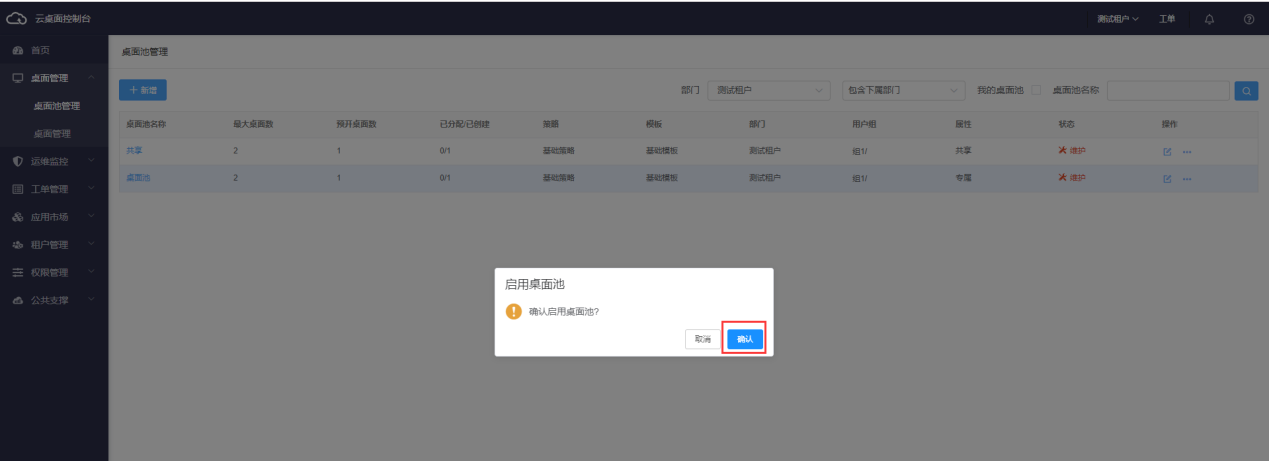 云桌面控制台 测试租户 工单
首页
桌面管理
桌面池管理
桌面管理
运维监控
工单管理
应用市场
租户管理
权限管理
公共支撑
桌面池管理
+ 新增 部门 测试租户 包含下属部门 我的桌面池 桌面池名称
桌面池名称 最大桌面数 预开桌面数 已分配/已创建 策略 模板 部门 用户组 属性 状态 操作
共享 2 1 0/1 基础策略 基础模板 测试租户 组1/ 共享 维护
桌面池 2 1 0/1 基础策略 基础模板 测试租户 组1/ 专属 维护
启用桌面池
确认启用桌面池?
取消 确认